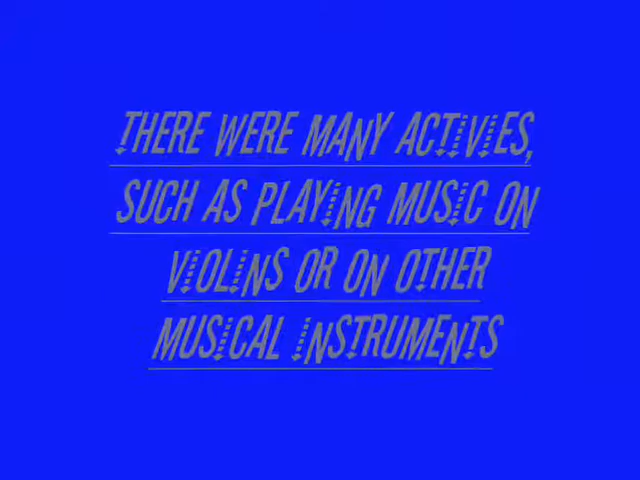 THERE WERE MANY ACTIVIES,
SUCH AS PLAYING MUSIC ON
VIOLINS OR ON OTHER
MUSICAL INSTRUMENTS